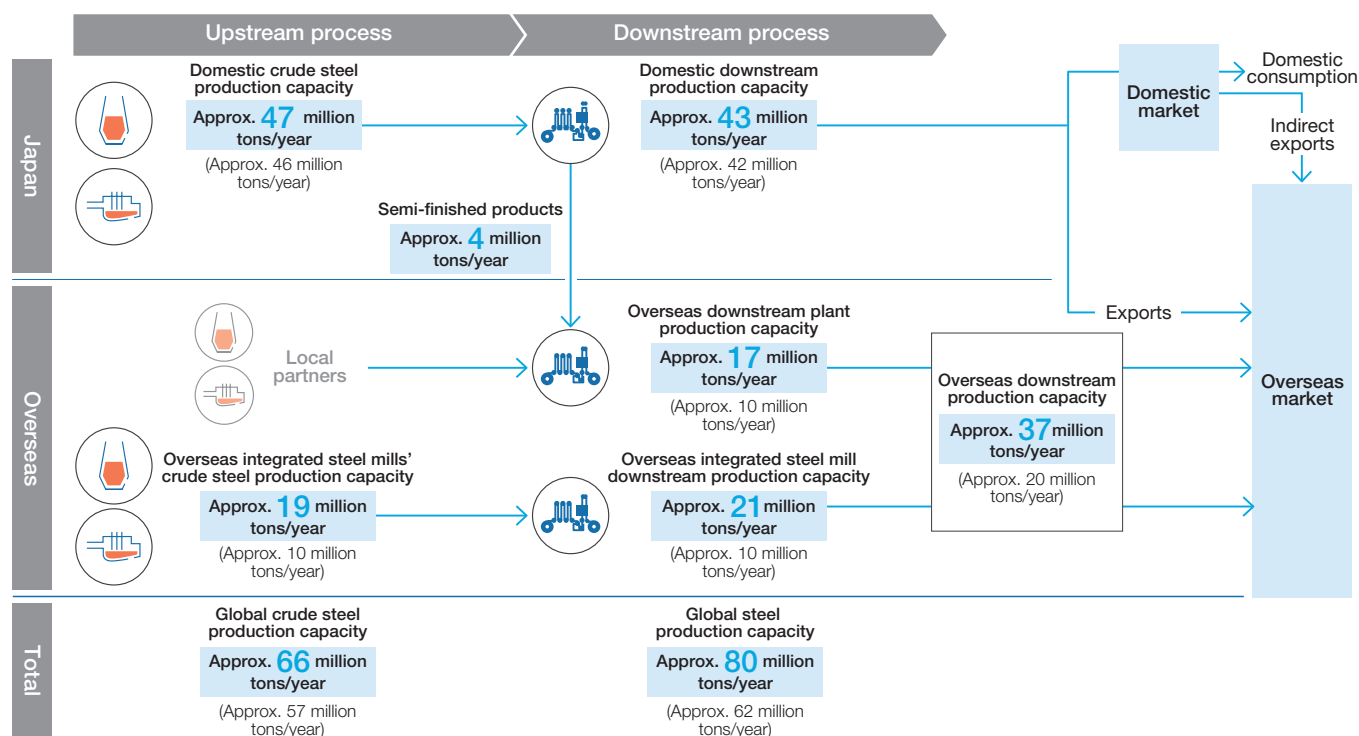 Upstream process
Downstream process
Japan
Domestic crude steel
production capacity
Approx. 47 million
tons/year
(Approx. 46 million
tons/year)
Domestic downstream
production capacity
Approx. 43 million
tons/year
(Approx. 42 million
tons/year)
Domestic
market
Domestic
consumption
Indirect
exports
Semi-finished products
Approx. 4 million
tons/year
Overseas
Local
partners
Overseas downstream plant
production capacity
Approx. 17 million
tons/year
(Approx. 10 million
tons/year)
Exports
Overseas downstream
production capacity
Approx. 37 million
tons/year
(Approx. 20 million
tons/year)
Overseas
market
Overseas integrated steel mills'
crude steel production capacity
Approx. 19 million
tons/year
(Approx. 10 million
tons/year)
Overseas integrated steel mill
downstream production capacity
Approx. 21 million
tons/year
(Approx. 10 million
tons/year)
Total
Global crude steel
production capacity
Approx. 66 million
tons/year
(Approx. 57 million
tons/year)
Global steel
production capacity
Approx. 80 million
tons/year
(Approx. 62 million
tons/year)